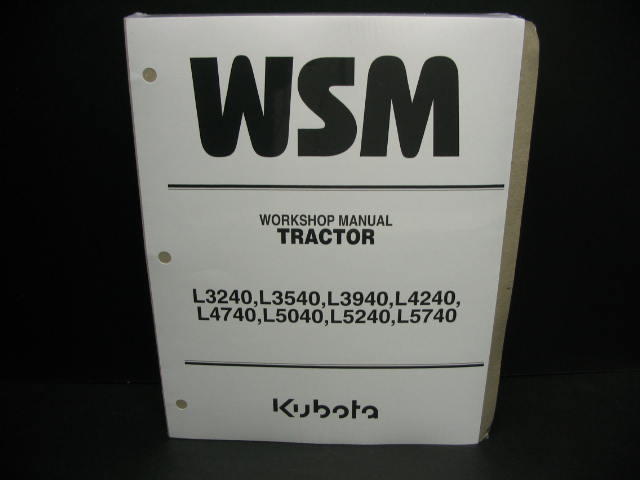 WSM
WORKSHOP MANUAL
TRACTOR
L3240,L3540,L3940,L4240,
L4740,L5040,L5240,L5740
Kubota